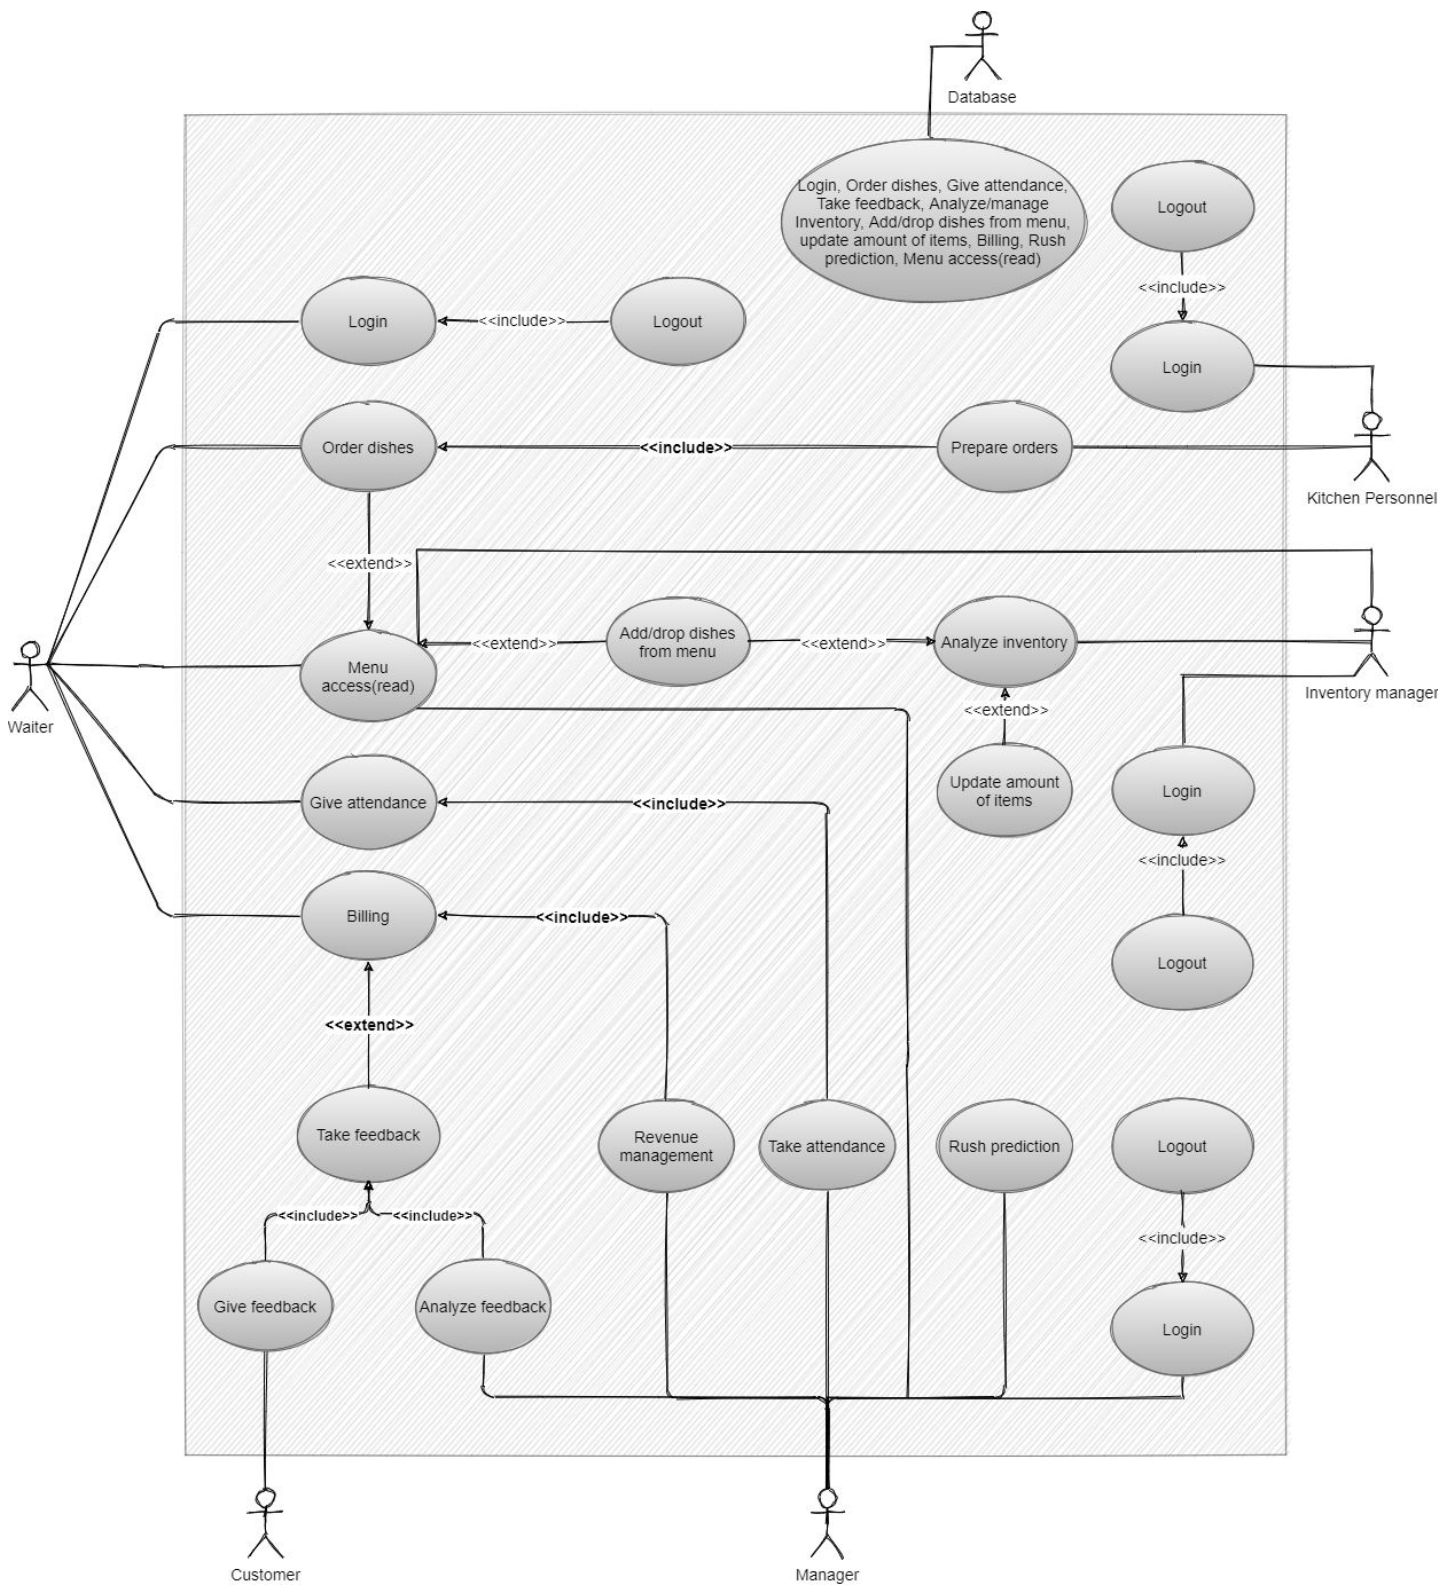 Database
Login, Order dishes, Give attendance,
Take feedback, Analyze/manage
Inventory, Add/drop dishes from menu,
update amount of items, Billing, Rush
prediction, Menu access(read)
Logout
<<include>>
Login
<<include>>
Logout
Login
Order dishes
<<include>>
Prepare orders
Kitchen Personnel
<<extend>>
Add/drop dishes
from menu
<<extend>>
<<extend>>
Analyze inventory
Menu
access(read)
Inventory manager
Waiter
<<extend>>
Update amount
of items
Login
Give attendance
<<include>>
<<include>>
Billing
<<include>>
Logout
<<extend>>
Take feedback
Revenue
management
Take attendance
Rush prediction
Logout
<<include>>
<<include>>
<<include>>
Give feedback
Analyze feedback
Login
Customer
Manager